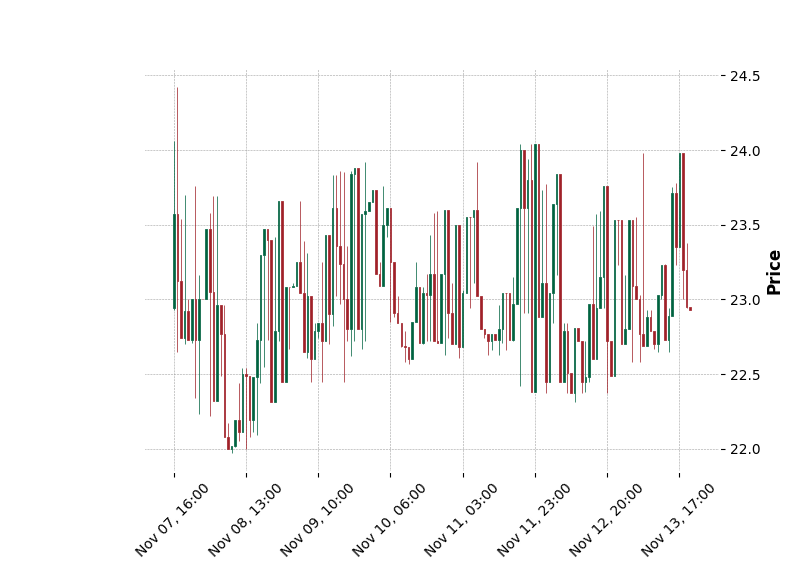 24.5
24.0
23.5
23.0
22.5
22.0
Price
Nov 07, 16:00
Nov 08, 13:00
Nov 09, 10:00
Nov 10, 06:00
Nov 11, 03:00
Nov 11, 23:00
Nov 12, 20:00
Nov 13, 17:00